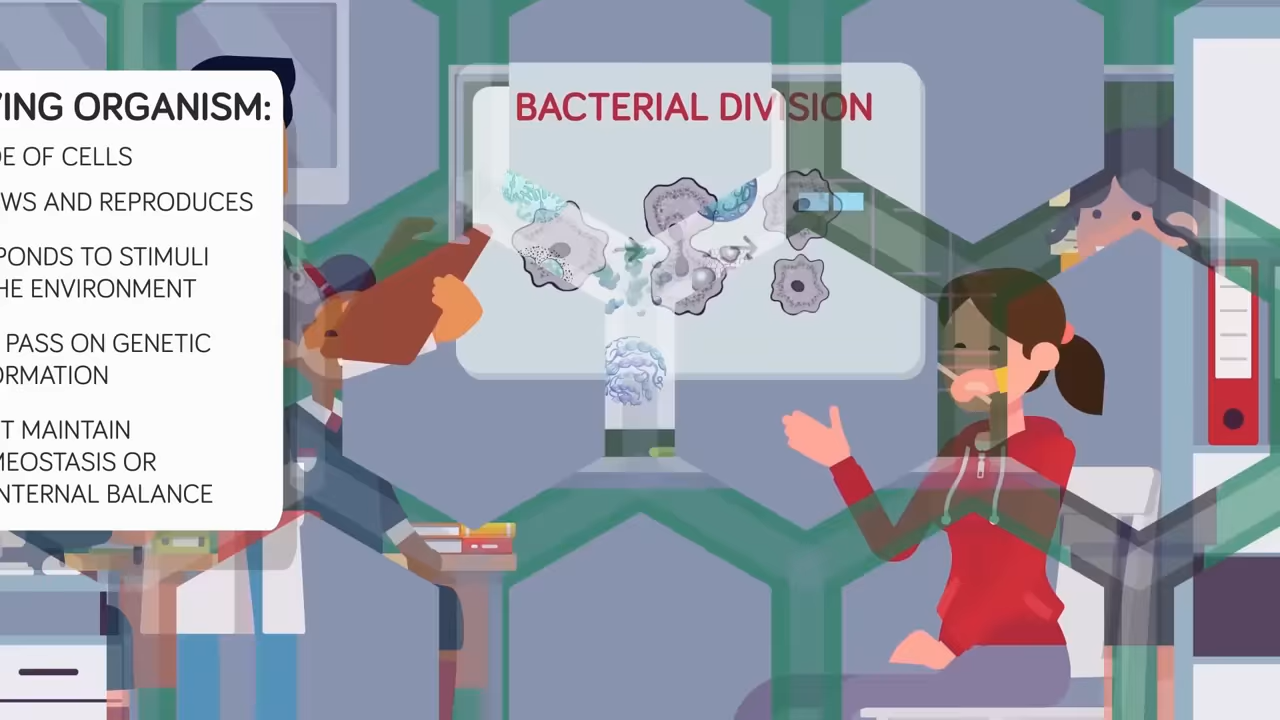 VING ORGANISM:
DE OF CELLS
WS AND REPRODUCES
PONDS TO STIMULI
HE ENVIRONMENT
PASS ON GENETIC
ORMATION
T MAINTAIN
MEOSTASIS OR
NTERNAL BALANCE
BACTERIAL DIVISION